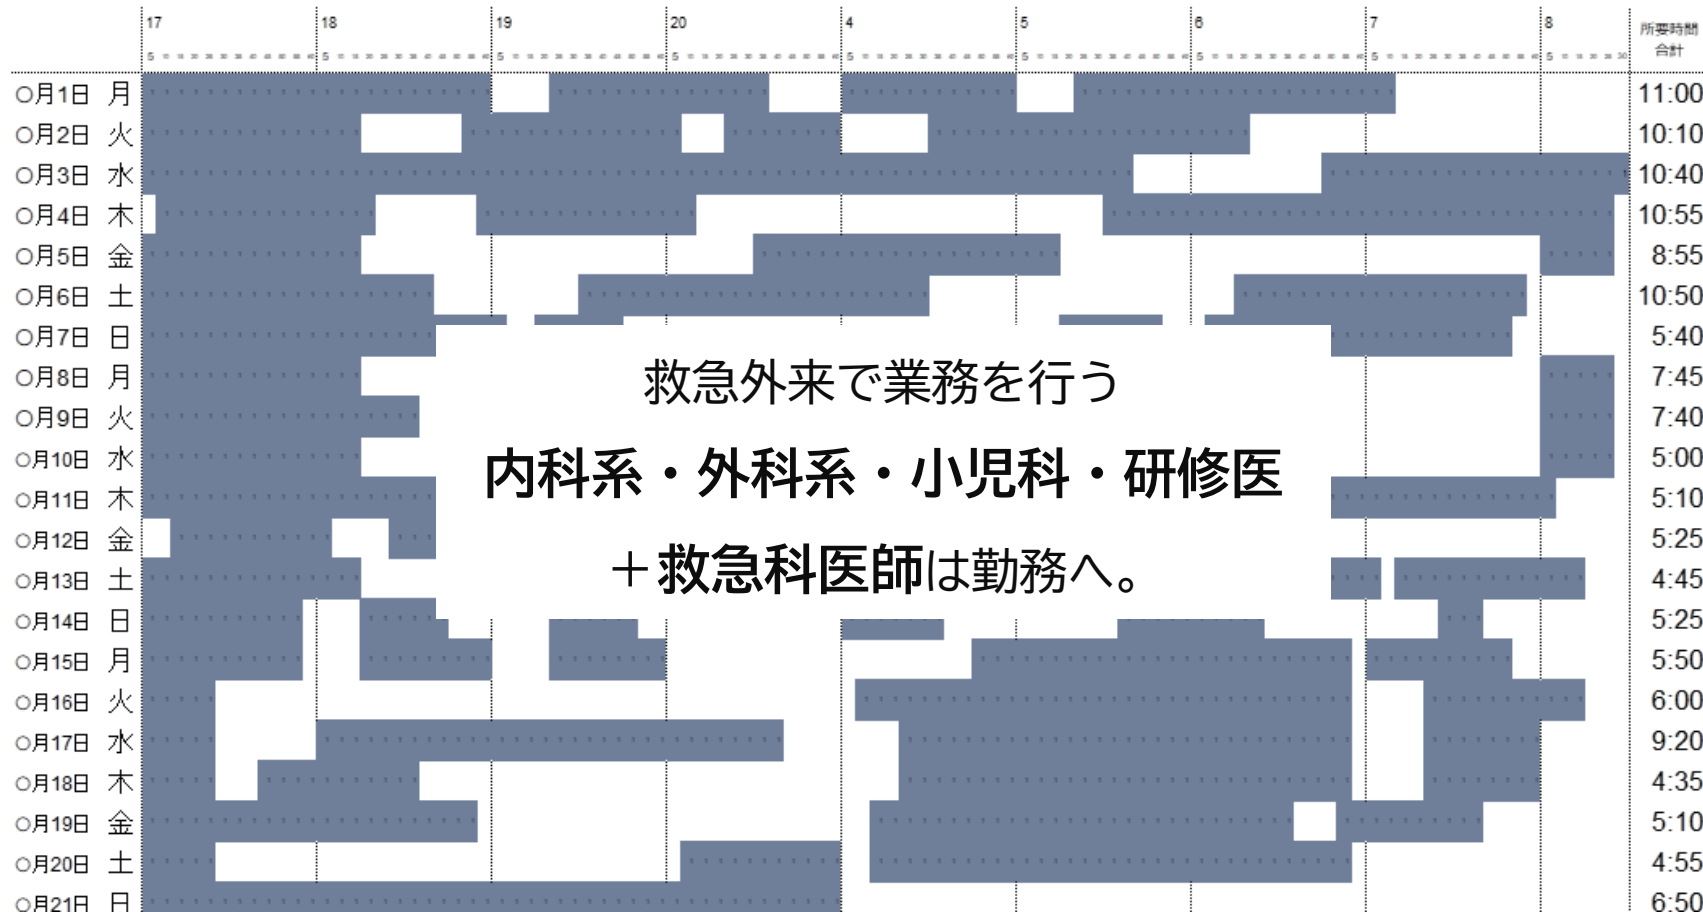 17 18 19 20 4 5 6 7 8
所要時間
合計
○月1日 月 11:00
○月2日 火 10:10
○月3日 水 10:40
○月4日 木 10:55
○月5日 金 8:55
○月6日 土 10:50
○月7日 日 5:40
○月8日 月 7:45
○月9日 火 7:40
○月10日 水 5:00
○月11日 木 5:10
○月12日 金 5:25
○月13日 土 4:45
○月14日 日 5:25
○月15日 月 5:50
○月16日 火 6:00
○月17日 水 9:20
○月18日 木 4:35
○月19日 金 5:10
○月20日 土 4:55
○月21日 日 6:50
救急外来で業務を行う
内科系・外科系・小児科・研修医
＋救急科医師は勤務へ。